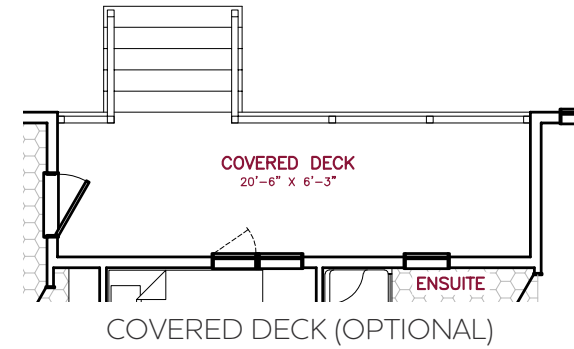 COVERED DECK
20'-6" X 6'-3"
ENSUITE
COVERED DECK (OPTIONAL)